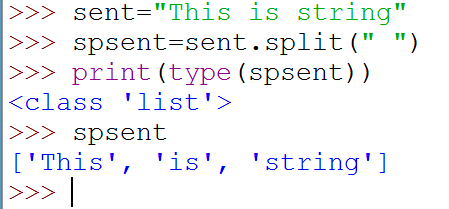 >>> sent="This is string"
>>> spsent=sent.split(" ")
>>> print(type(spsent))
<class 'list'>
>>> spsent
['This', 'is', 'string']
>>>